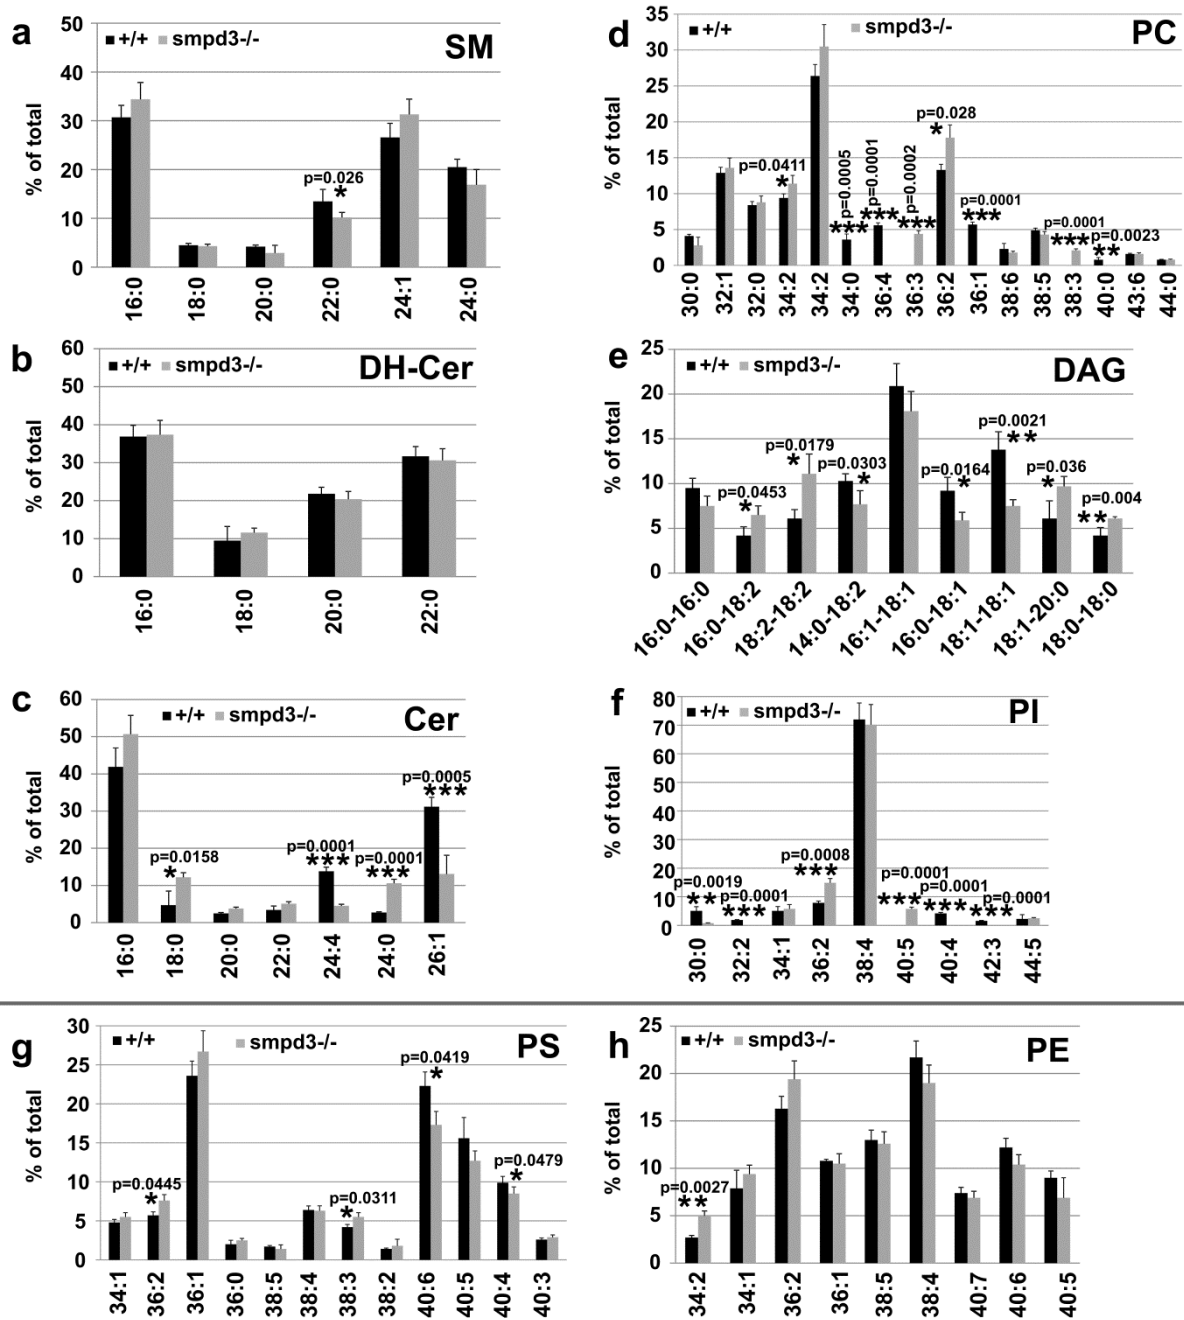 a
+/+ smpd3-/- SM
% of total
50
40
30
20
10
0
p=0.026
*
16:0 18:0 20:0 22:0 24:1 24:0
b
+/+ smpd3-/- DH-Cer
% of total
60
50
40
30
20
10
0
16:0 18:0 20:0 22:0
c
+/+ smpd3-/- Cer
% of total
60
50
40
30
20
10
0
p=0.0158
*
p=0.0001
***
p=0.0001
***
p=0.0005
***
16:0 18:0 20:0 22:0 24:4 24:0 26:1
d
+/+ smpd3-/- PC
% of total
35
30
25
20
15
10
5
0
p=0.0411
*
p=0.0005
***
p=0.0001
***
p=0.0002
***
p=0.028
*
p=0.0001
***
p=0.0001
***
p=0.0023
**
30:0 32:1 32:0 34:2 34:2 34:0 36:4 36:3 36:2 36:1 38:6 38:5 38:3 40:0 43:6 44:0
e
+/+ smpd3-/- DAG
% of total
25
20
15
10
5
0
p=0.0453
*
p=0.0179
*
p=0.0303
*
p=0.0164
*
p=0.0021
**
p=0.036
*
p=0.004
**
16:0-16:0 16:0-18:2 18:2-18:2 14:0-18:2 16:1-18:1 16:0-18:1 18:1-18:1 18:1-20:0 18:0-18:0
f
+/+ smpd3-/- PI
% of total
80
70
60
50
40
30
20
10
0
p=0.0019
**
p=0.0001
***
p=0.0008
***
p=0.0001
***
p=0.0001
***
p=0.0001
***
30:0 32:2 34:1 36:2 38:4 40:5 40:4 42:3 44:5
g
+/+ smpd3-/- PS
% of total
30
25
20
15
10
5
0
p=0.0445
*
p=0.0311
*
p=0.0419
*
p=0.0479
*
34:1 36:2 36:1 36:0 38:5 38:4 38:3 38:2 40:6 40:5 40:4 40:3
h
+/+ smpd3-/- PE
% of total
25
20
15
10
5
0
p=0.0027
**
34:2 34:1 36:2 36:1 38:5 38:4 40:7 40:6 40:5